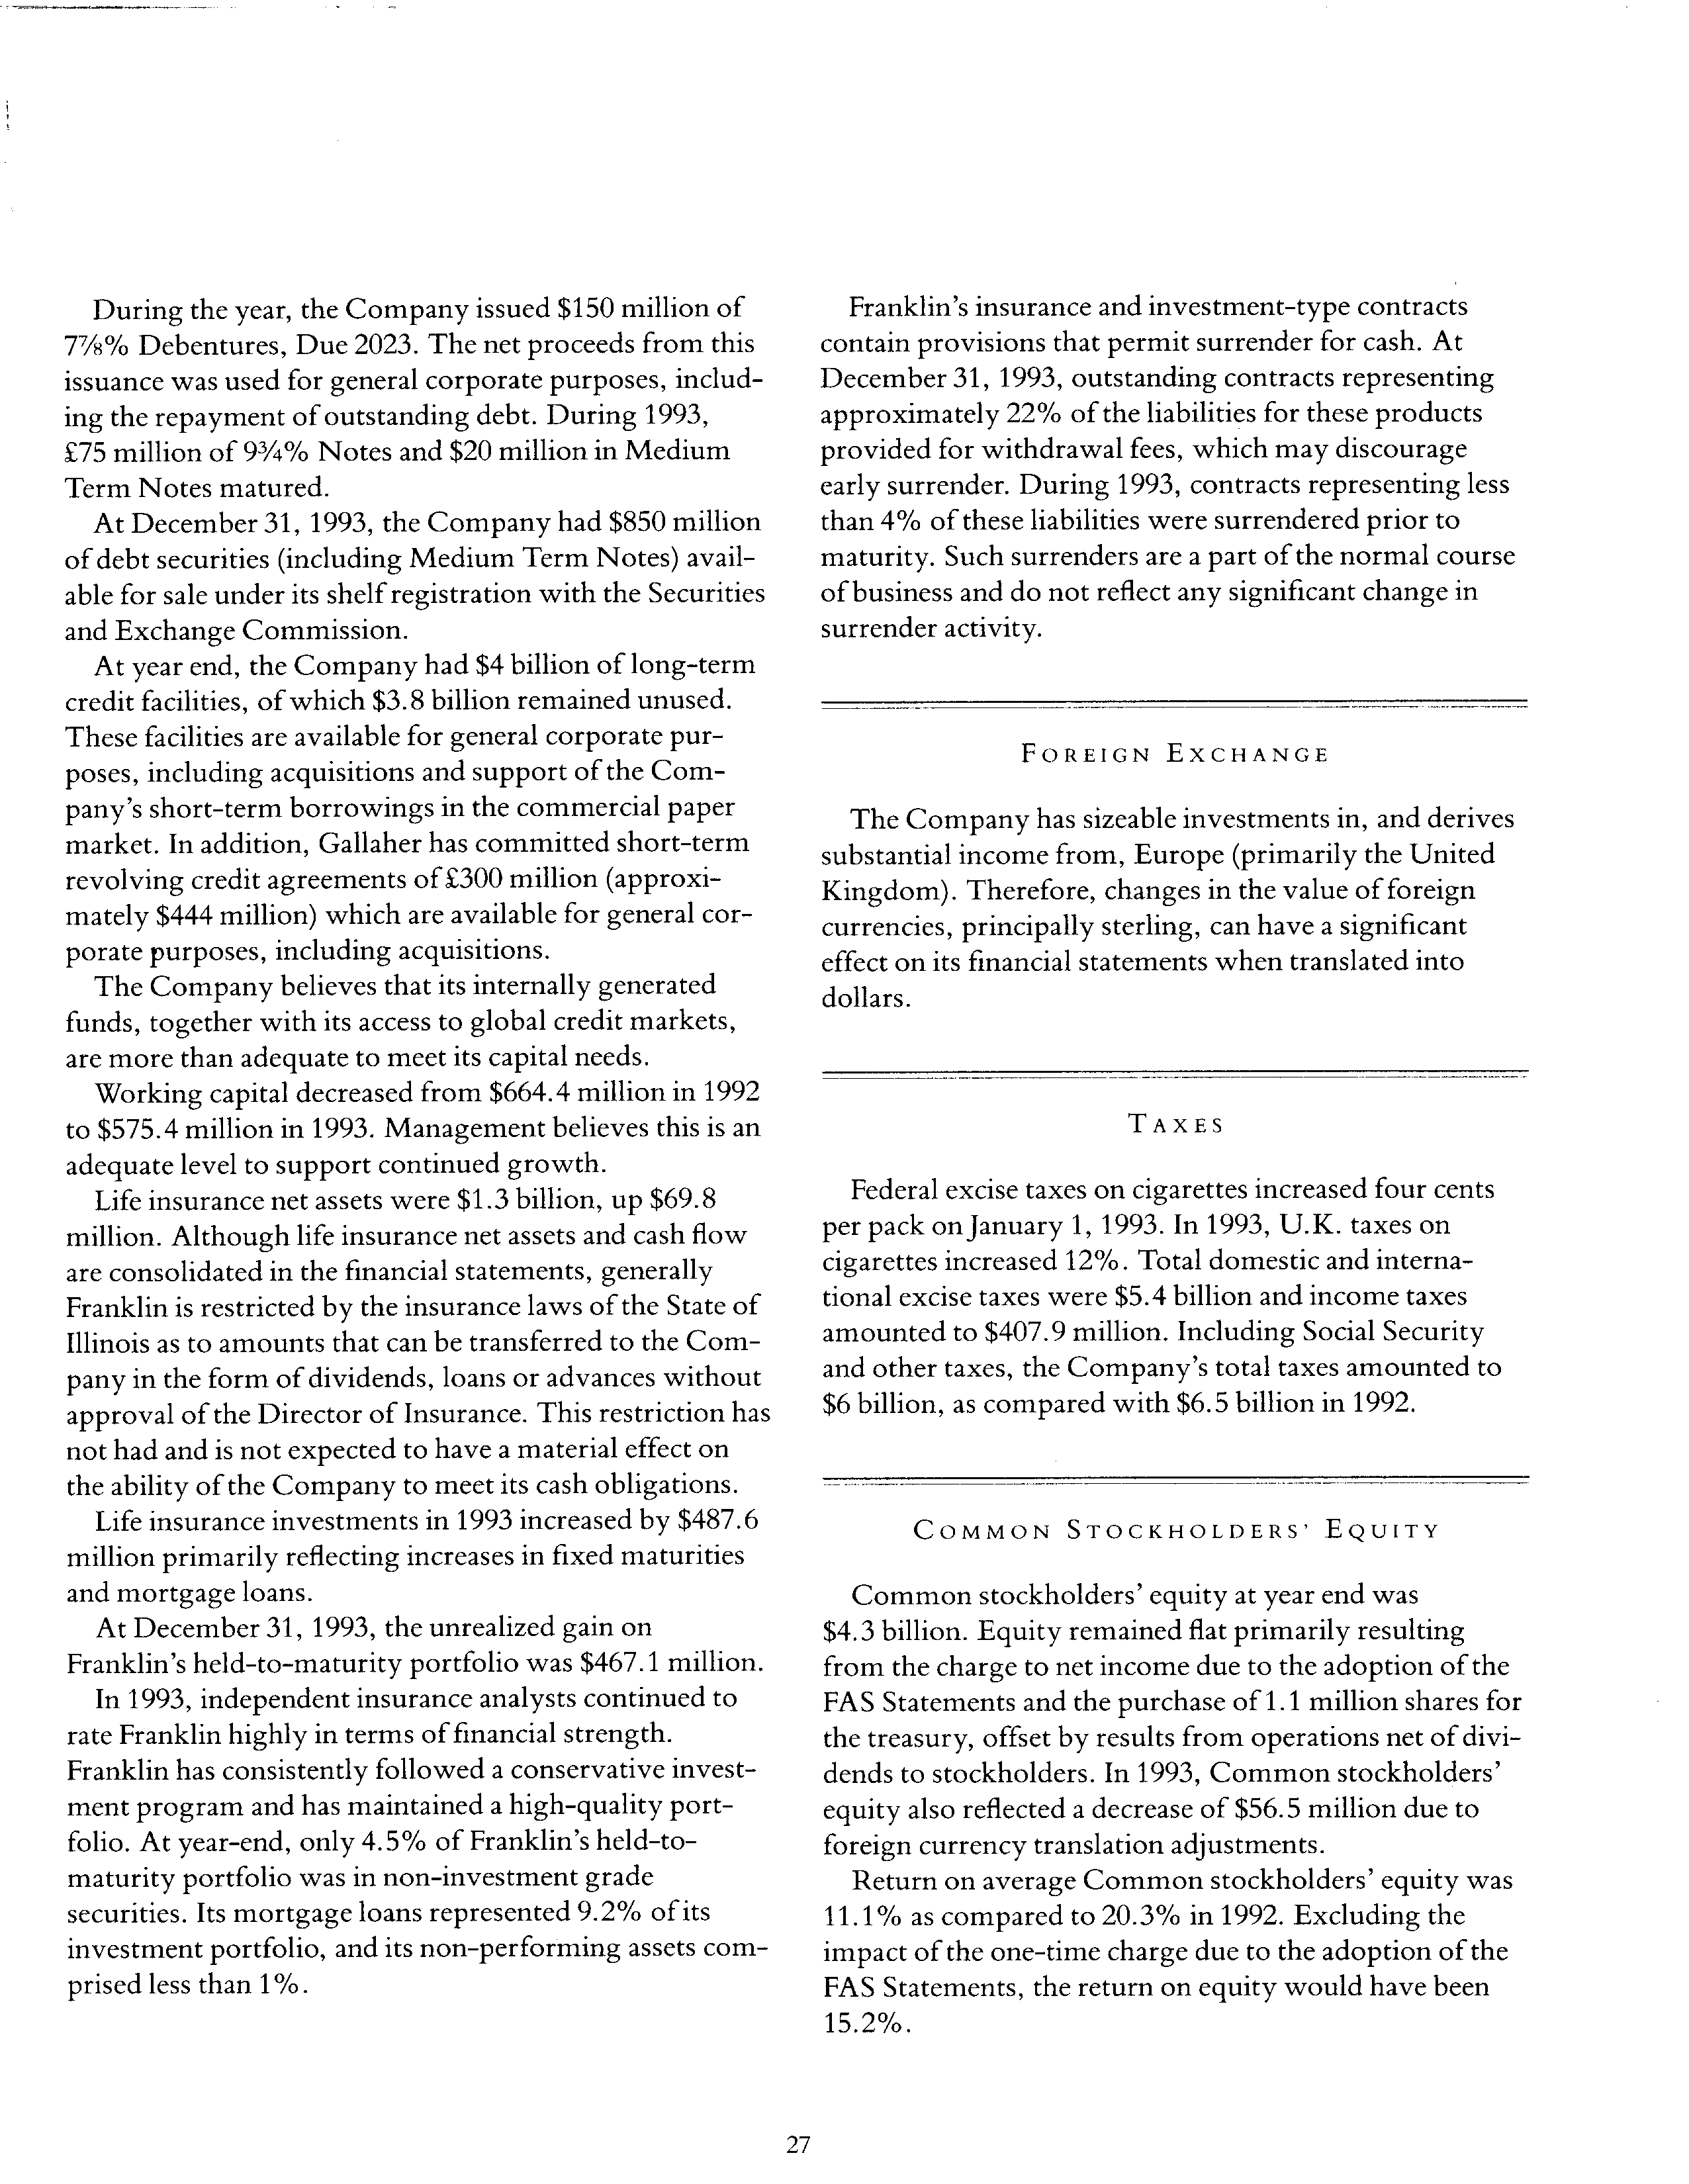 During the year, the Company issued $150 million of
7⅞% Debentures, Due 2023. The net proceeds from this
issuance was used for general corporate purposes, includ-
ing the repayment of outstanding debt. During 1993,
£75 million of 9¾% Notes and $20 million in Medium
Term Notes matured.
At December 31, 1993, the Company had $850 million
of debt securities (including Medium Term Notes) avail-
able for sale under its shelf registration with the Securities
and Exchange Commission.
At year end, the Company had $4 billion of long-term
credit facilities, of which $3.8 billion remained unused.
These facilities are available for general corporate pur-
poses, including acquisitions and support of the Com-
pany's short-term borrowings in the commercial paper
market. In addition, Gallaher has committed short-term
revolving credit agreements of £300 million (approxi-
mately $444 million) which are available for general cor-
porate purposes, including acquisitions.
The Company believes that its internally generated
funds, together with its access to global credit markets,
are more than adequate to meet its capital needs.
Working capital decreased from $664.4 million in 1992
to $575.4 million in 1993. Management believes this is an
adequate level to support continued growth.
Life insurance net assets were $1.3 billion, up $69.8
million. Although life insurance net assets and cash flow
are consolidated in the financial statements, generally
Franklin is restricted by the insurance laws of the State of
Illinois as to amounts that can be transferred to the Com-
pany in the form of dividends, loans or advances without
approval of the Director of Insurance. This restriction has
not had and is not expected to have a material effect on
the ability of the Company to meet its cash obligations.
Life insurance investments in 1993 increased by $487.6
million primarily reflecting increases in fixed maturities
and mortgage loans.
At December 31, 1993, the unrealized gain on
Franklin's held-to-maturity portfolio was $467.1 million.
In 1993, independent insurance analysts continued to
rate Franklin highly in terms of financial strength.
Franklin has consistently followed a conservative invest-
ment program and has maintained a high-quality port-
folio. At year-end, only 4.5% of Franklin's held-to-
maturity portfolio was in non-investment grade
securities. Its mortgage loans represented 9.2% of its
investment portfolio, and its non-performing assets com-
prised less than 1%.
Franklin's insurance and investment-type contracts
contain provisions that permit surrender for cash. At
December 31, 1993, outstanding contracts representing
approximately 22% of the liabilities for these products
provided for withdrawal fees, which may discourage
early surrender. During 1993, contracts representing less
than 4% of these liabilities were surrendered prior to
maturity. Such surrenders are a part of the normal course
of business and do not reflect any significant change in
surrender activity.
FOREIGN EXCHANGE
The Company has sizeable investments in, and derives
substantial income from, Europe (primarily the United
Kingdom). Therefore, changes in the value of foreign
currencies, principally sterling, can have a significant
effect on its financial statements when translated into
dollars.
TAXES
Federal excise taxes on cigarettes increased four cents
per pack on January 1, 1993. In 1993, U.K. taxes on
cigarettes increased 12%. Total domestic and interna-
tional excise taxes were $5.4 billion and income taxes
amounted to $407.9 million. Including Social Security
and other taxes, the Company's total taxes amounted to
$6 billion, as compared with $6.5 billion in 1992.
COMMON STOCKHOLDERS' EQUITY
Common stockholders' equity at year end was
$4.3 billion. Equity remained flat primarily resulting
from the charge to net income due to the adoption of the
FAS Statements and the purchase of 1.1 million shares for
the treasury, offset by results from operations net of divi-
dends to stockholders. In 1993, Common stockholders'
equity also reflected a decrease of $56.5 million due to
foreign currency translation adjustments.
Return on average Common stockholders' equity was
11.1% as compared to 20.3% in 1992. Excluding the
impact of the one-time charge due to the adoption of the
FAS Statements, the return on equity would have been
15.2%.
27